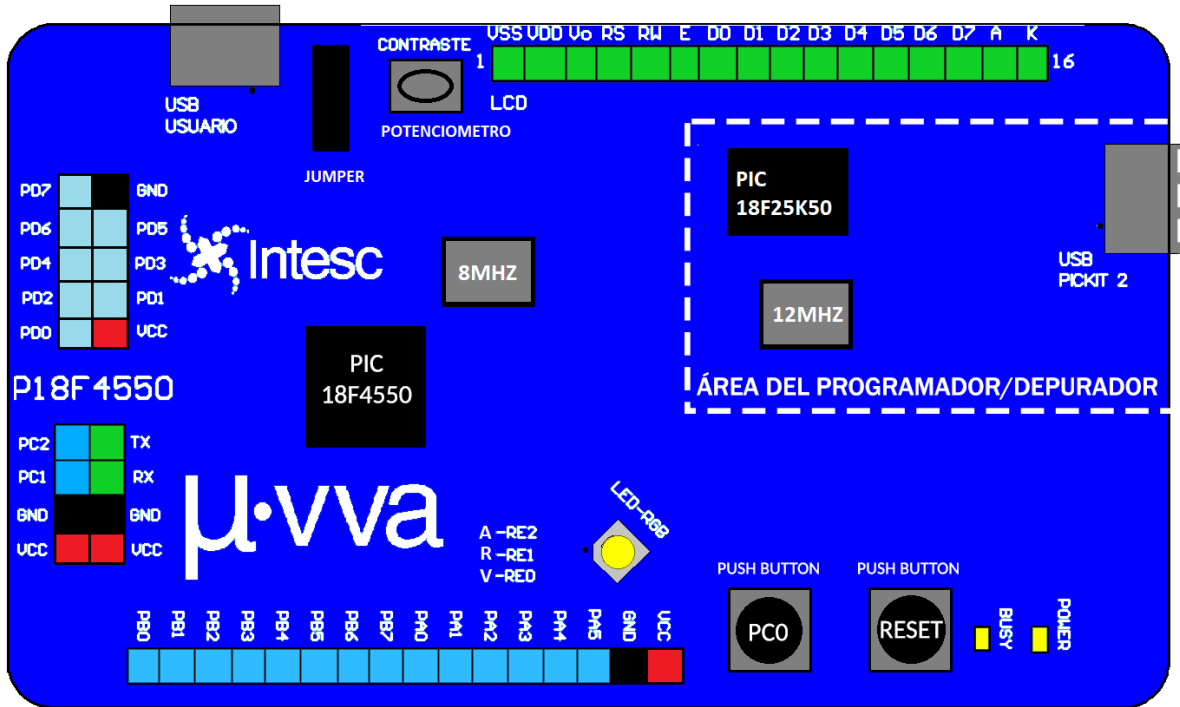 VSS VDD Vo RS RW E D0 D1 D2 D3 D4 D5 D6 D7 A K
1
16
LCD
CONTRASTE
POTENCIOMETRO
USB
USUARIO
JUMPER
PIC
18F25K50
USB
PICKIT 2
12MHZ
ÁREA DEL PROGRAMADOR/DEPURADOR
PD7 GND
PD6 PD5
PD4 PD3
PD2 PD1
PD0 VCC
Intesc
8MHZ
PIC
18F4550
P18F4550
PC2 TX
PC1 RX
GND GND
VCC VCC
µ·vva
A -RE2
R -RE1
V -RE0
LED-RGB
PUSH BUTTON
PC0
PUSH BUTTON
RESET
BUSY
POWER
PB0 PB1 PB2 PB3 PB4 PB5 PB6 PB7 PA0 PA1 PA2 PA3 PA4 PA5 GND VCC